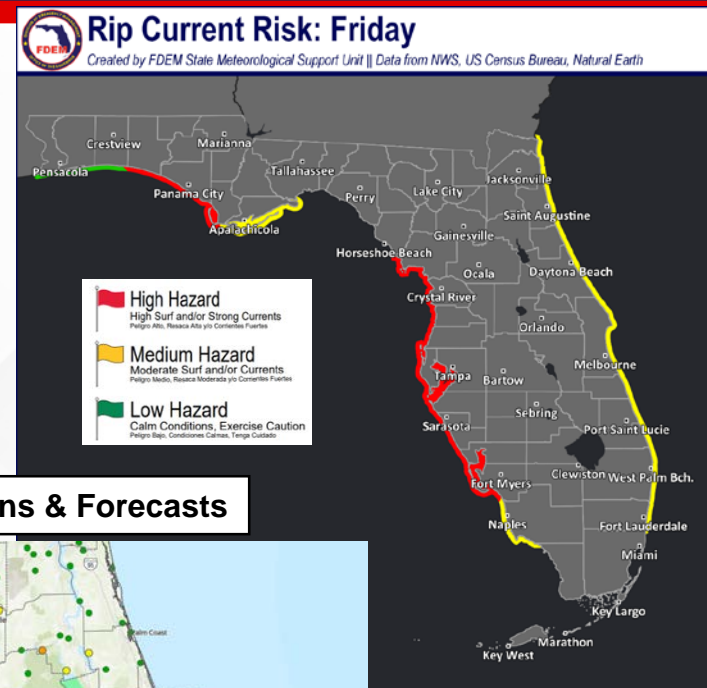 FDEM
Rip Current Risk: Friday
Created by FDEM State Meteorological Support Unit || Data from NWS, US Census Bureau, Natural Earth
Crestview
Marianna
Pensacola
Tallahassee
Jacksonville
Panama City
Perry
Lake City
Saint Augustine
Apalachicola
Gainesville
Horseshoe Beach
Ocala
Daytona Beach
Crystal River
Orlando
Melbourne
Tampa
Bartow
Sebring
Sarasota
Port Saint Lucie
Fort Myers
Clewiston
West Palm Bch.
Naples
Fort Lauderdale
Miami
Key Largo
Marathon
Key West
High Hazard
High Surf and/or Strong Currents
Peligro Alto, Resaca Alta y/o Corrientes Fuertes
Medium Hazard
Moderate Surf and/or Currents
Peligro Medio, Resaca Moderada y/o Corrientes Fuertes
Low Hazard
Calm Conditions, Exercise Caution
Peligro Bajo, Condiciones Calmas, Tenga Cuidado
ns & Forecasts
95
Palm Coast